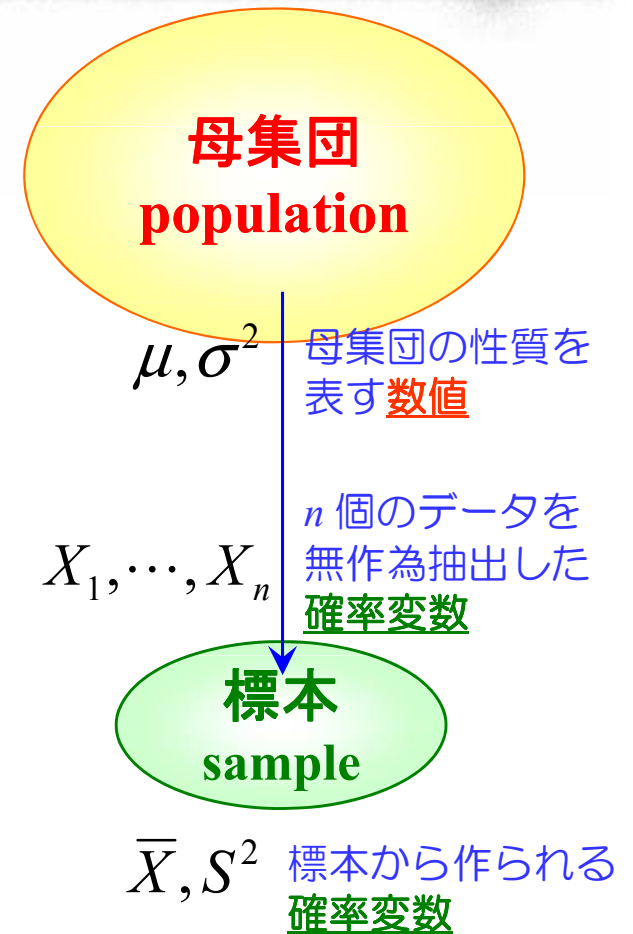 母集団
population
μ, σ²
母集団の性質を
表す数値
n 個のデータを
無作為抽出した
確率変数
X₁,⋯, Xₙ
標本
sample
X̄, S²
標本から作られる
確率変数